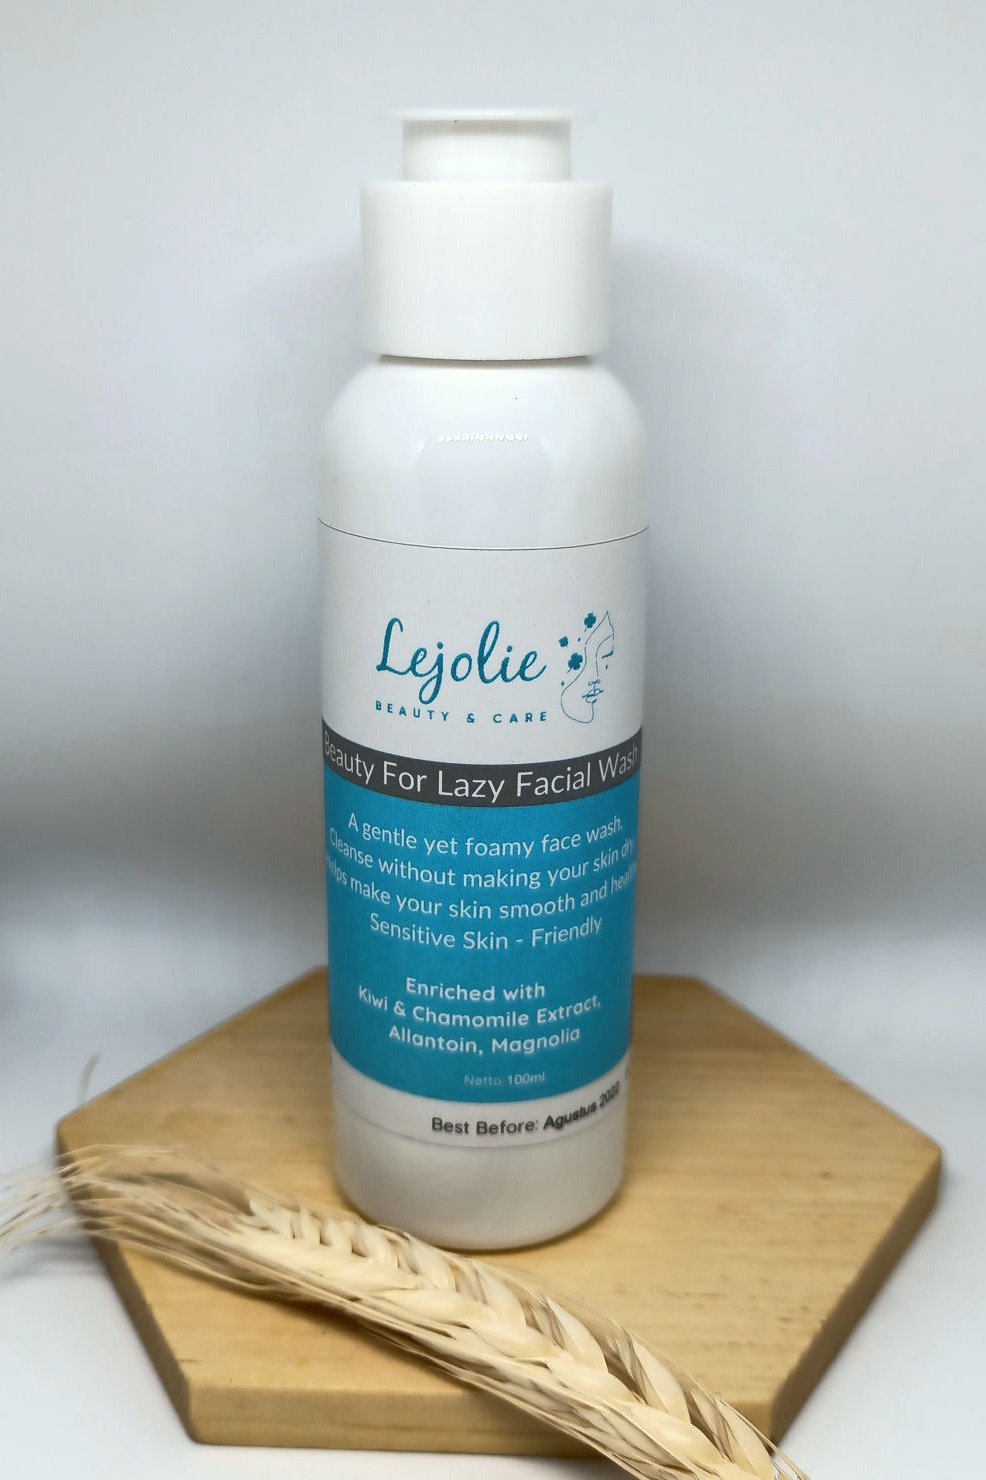 Lejolie
BEAUTY & CARE
Beauty For Lazy Facial Wash
A gentle yet foamy face wash.
Cleanse without making your skin
make your skin smooth and
Sensitive Skin - Friendly
Enriched with
Kiwi & Chamomile Extract,
Allantoin, Magnolia
Netto 100ml
Best Before: Agustus 2022